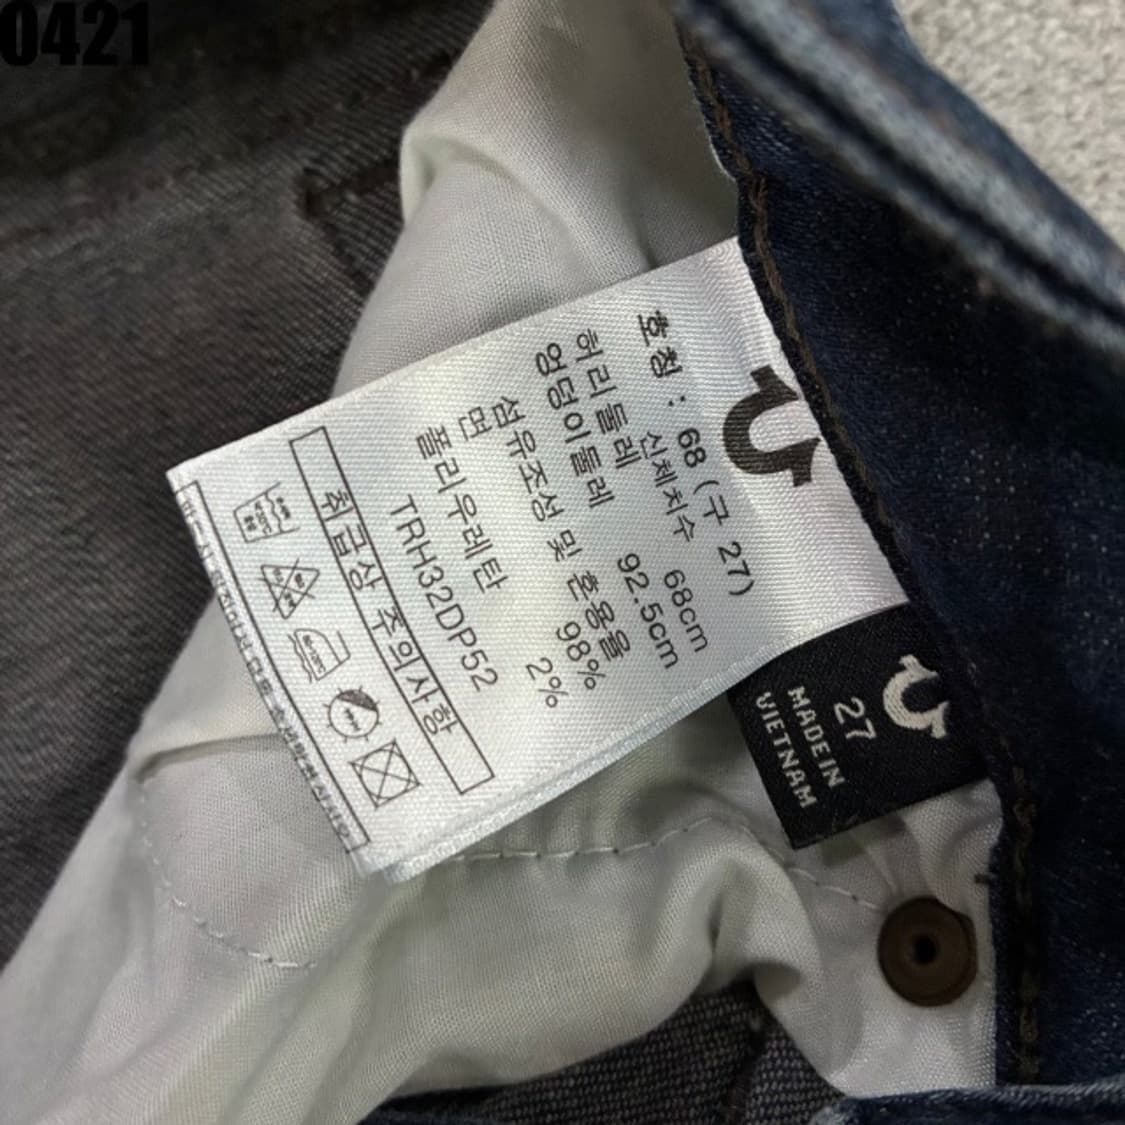 0421
호칭 : 68 (구 27)
신체치수
허리둘레 68cm
엉덩이둘레 92.5cm
섬유조성 및 혼용율
면 98%
폴리우레탄 2%
TRH32DP52
취급상 주의사항
27
MADE IN
VIETNAM